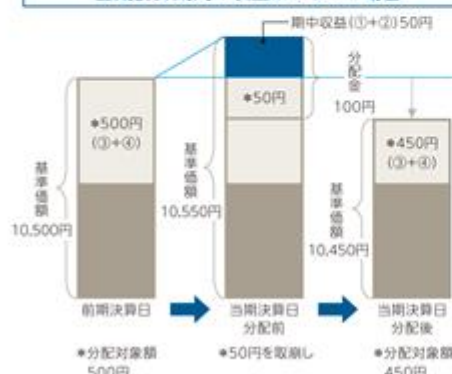 期中収益(①+②)50円
分配金
100円
*500円
(③+④)
*50円
*450円
(③+④)
基準価額
10,500円
基準価額
10,550円
基準価額
10,450円
前期決算日
当期決算日
分配前
当期決算日
分配後
*分配対象額
500円
*50円を取崩し
*分配対象額
450円